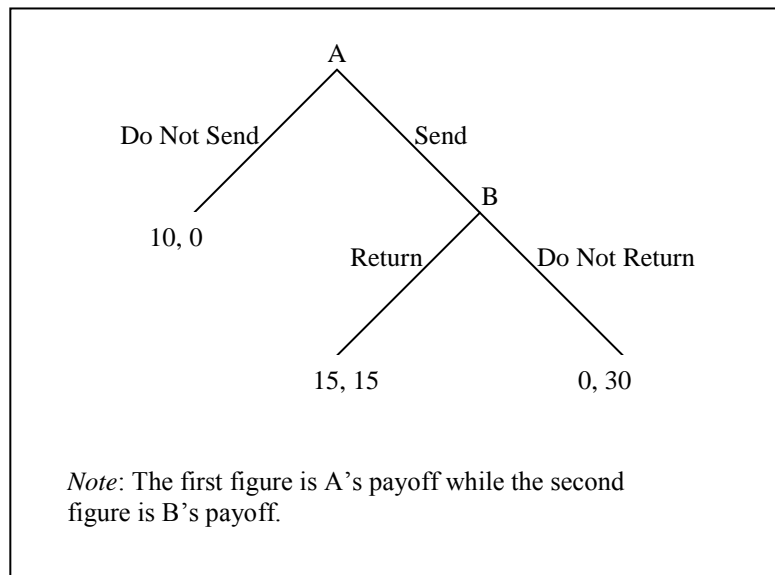 A
Do Not Send
Send
B
10, 0
Return
Do Not Return
15, 15
0, 30
Note: The first figure is A’s payoff while the second
figure is B’s payoff.